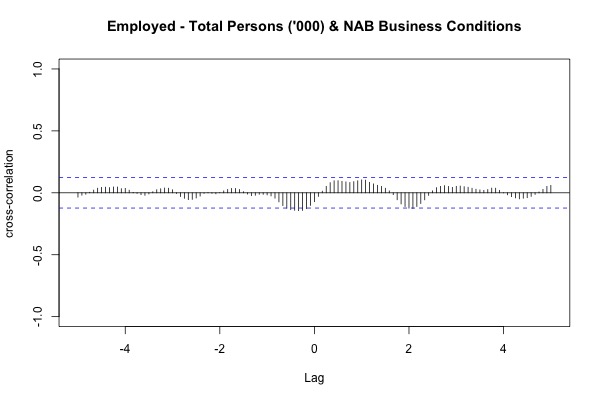 Employed - Total Persons ('000) & NAB Business Conditions
1.0
0.5
0.0
-0.5
-1.0
cross-correlation
-4 -2 0 2 4
Lag